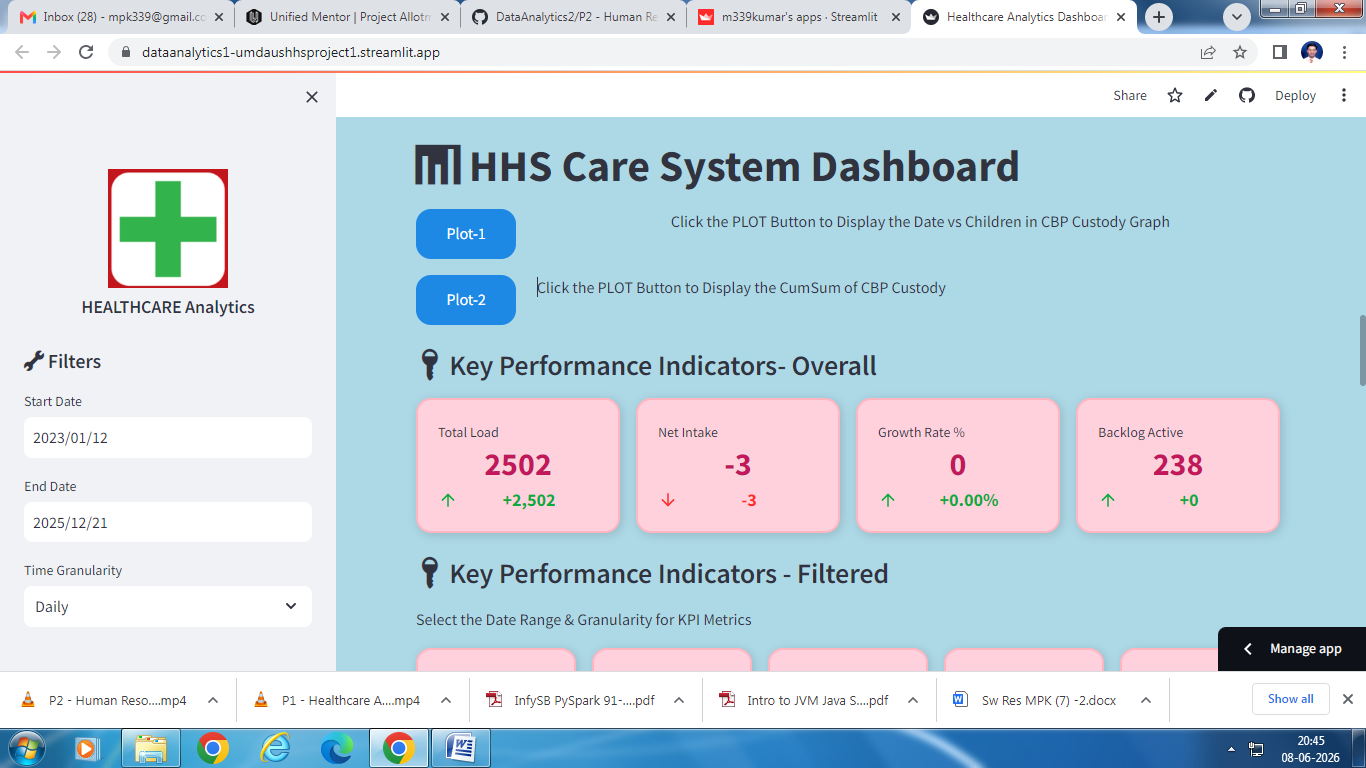 Inbox (28) - mpk339@gmail.co
Unified Mentor | Project Allotm
DataAnalytics2/P2 - Human Re
m339kumar's apps · Streamlit
Healthcare Analytics Dashboar
dataanalytics1-umdaushhsproject1.streamlit.app
Share
Deploy
HEALTHCARE Analytics
Filters
Start Date
2023/01/12
End Date
2025/12/21
Time Granularity
Daily
HHS Care System Dashboard
Plot-1
Click the PLOT Button to Display the Date vs Children in CBP Custody Graph
Plot-2
Click the PLOT Button to Display the CumSum of CBP Custody
Key Performance Indicators- Overall
Total Load
2502
+2,502
Net Intake
-3
-3
Growth Rate %
0
+0.00%
Backlog Active
238
+0
Key Performance Indicators - Filtered
Select the Date Range & Granularity for KPI Metrics
Manage app
P2 - Human Reso....mp4
P1 - Healthcare A....mp4
InfySB PySpark 91-....pdf
Intro to JVM Java S....pdf
Sw Res MPK (7) -2.docx
Show all
20:45
08-06-2026